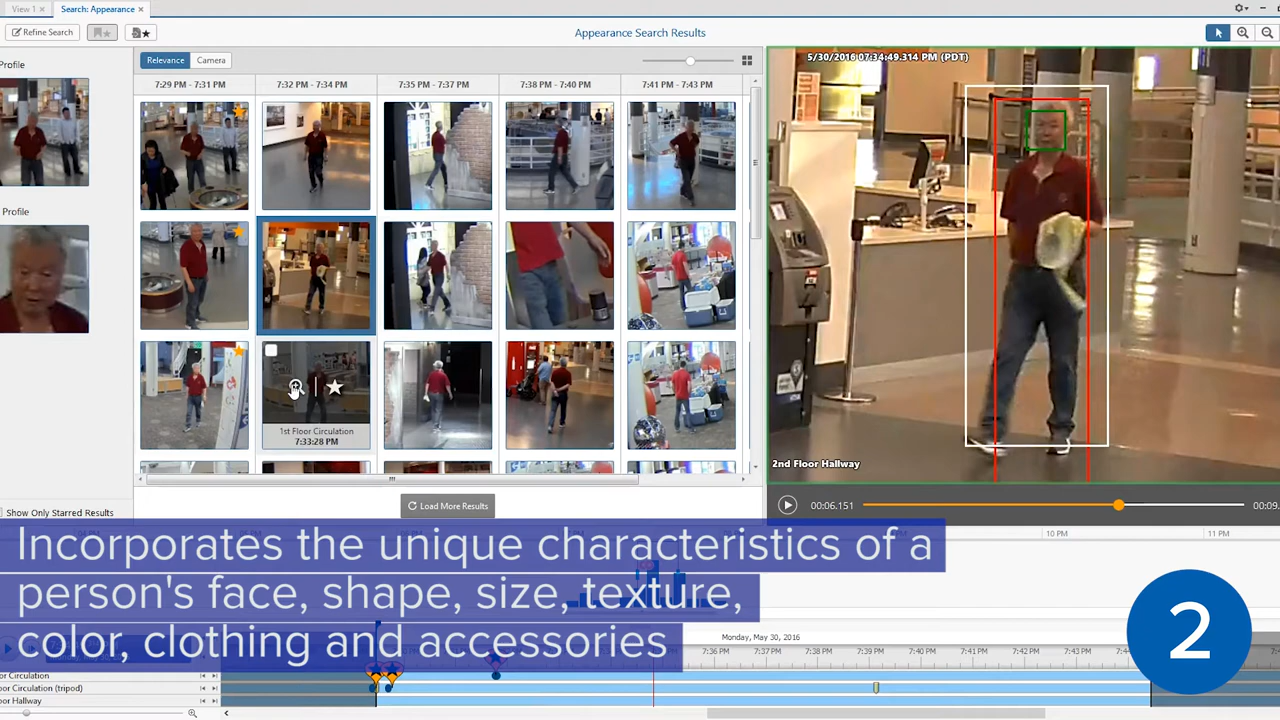 View 1
Search: Appearance
Refine Search
Appearance Search Results
Profile
Relevance
Camera
7:29 PM - 7:31 PM
7:32 PM - 7:34 PM
7:35 PM - 7:37 PM
7:38 PM - 7:40 PM
7:41 PM - 7:43 PM
5/30/2016 07:34:49.314 PM (PDT)
Profile
1st Floor Circulation
7:33:28 PM
2nd Floor Hallway
Show Only Starred Results
Load More Results
00:06.151
00:09.
10 PM
11 PM
Incorporates the unique characteristics of a
person's face, shape, size, texture,
color, clothing and accessories
2
Monday, May 30, 2016
7:36 PM
7:37 PM
7:38 PM
7:39 PM
7:40 PM
7:41 PM
7:42 PM
7:43 PM
7:44 PM
oor Circulation
Floor Circulation (tripod)
oor Hallway